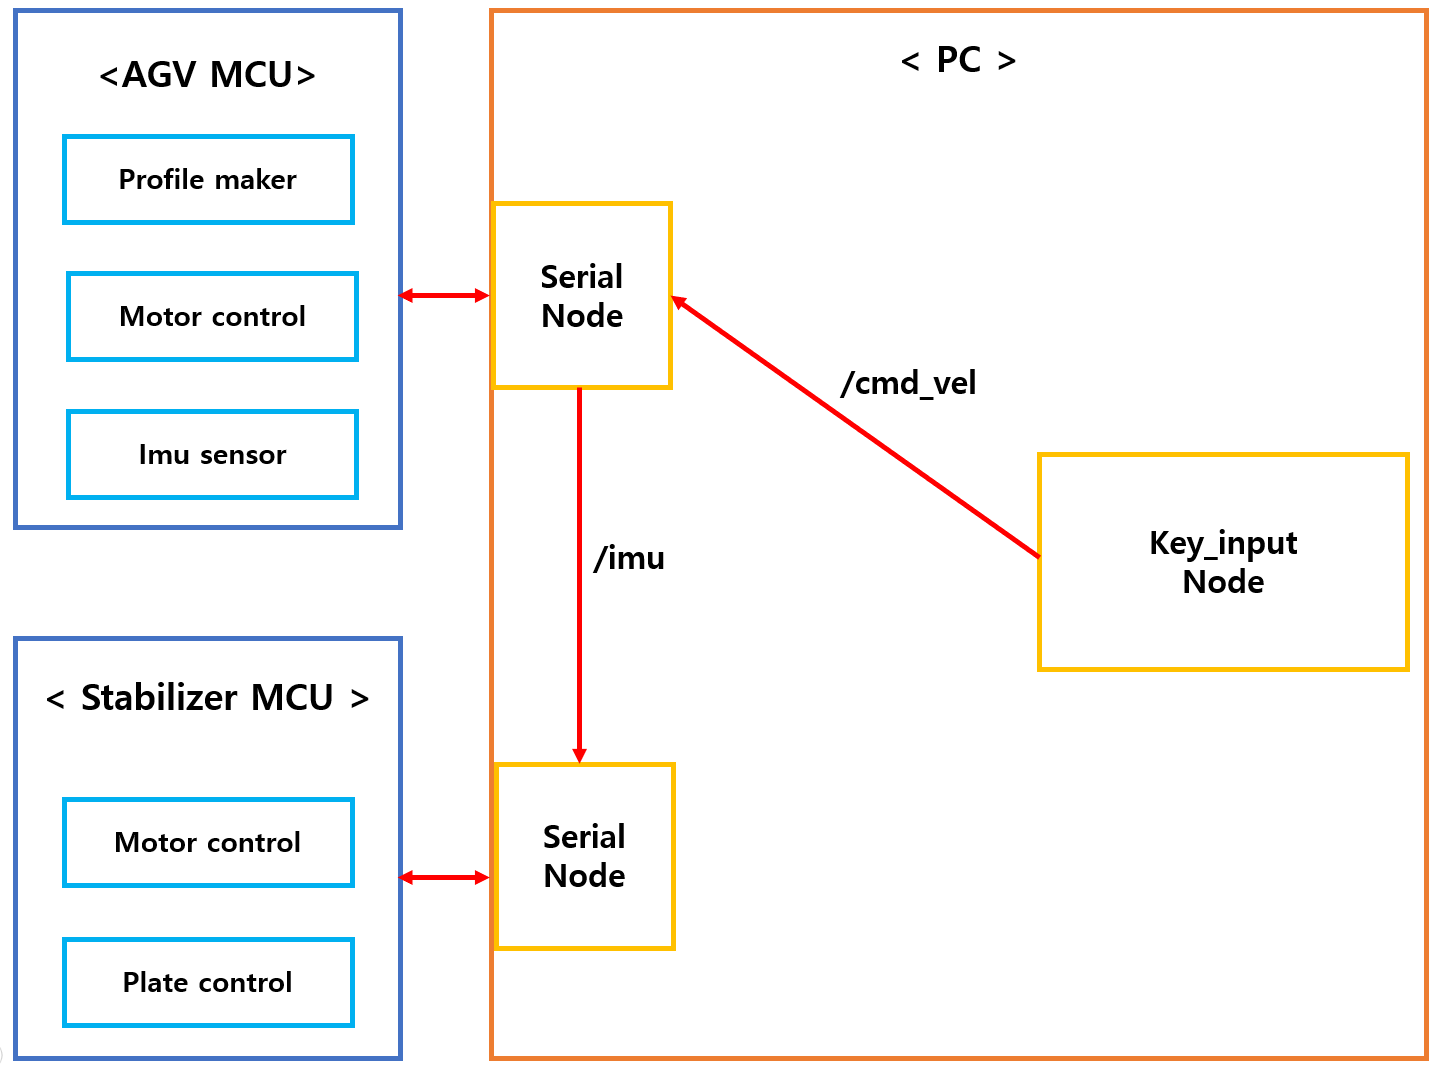 <AGV MCU>
Profile maker
Motor control
Imu sensor
< Stabilizer MCU >
Motor control
Plate control
< PC >
Serial
Node
/cmd_vel
Key_input
Node
/imu
Serial
Node